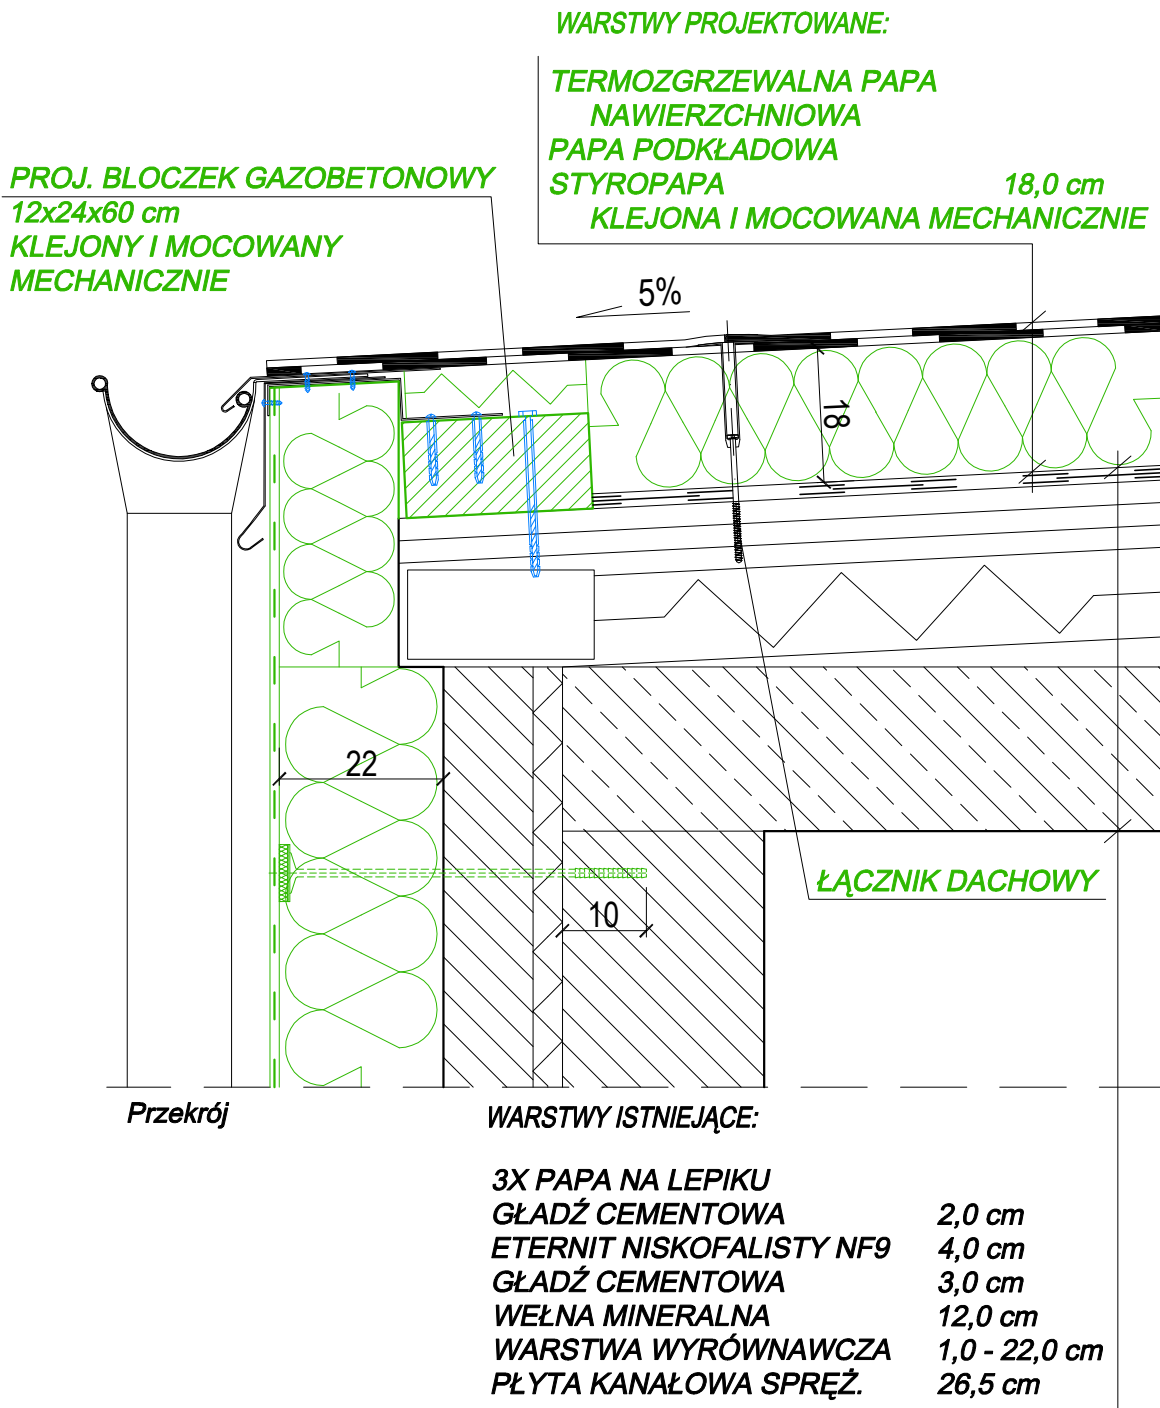 WARSTWY PROJEKTOWANE:
TERMOZGRZEWALNA PAPA
NAWIERZCHNIOWA
PAPA PODKŁADOWA
STYROPAPA 18,0 cm
KLEJONA I MOCOWANA MECHANICZNIE
PROJ. BLOCZEK GAZOBETONOWY
12x24x60 cm
KLEJONY I MOCOWANY
MECHANICZNIE
5%
18
22
10
ŁĄCZNIK DACHOWY
Przekrój
WARSTWY ISTNIEJĄCE:
3X PAPA NA LEPIKU
GŁADŹ CEMENTOWA 2,0 cm
ETERNIT NISKOFALISTY NF9 4,0 cm
GŁADŹ CEMENTOWA 3,0 cm
WEŁNA MINERALNA 12,0 cm
WARSTWA WYRÓWNAWCZA 1,0 - 22,0 cm
PŁYTA KANAŁOWA SPRĘŻ. 26,5 cm